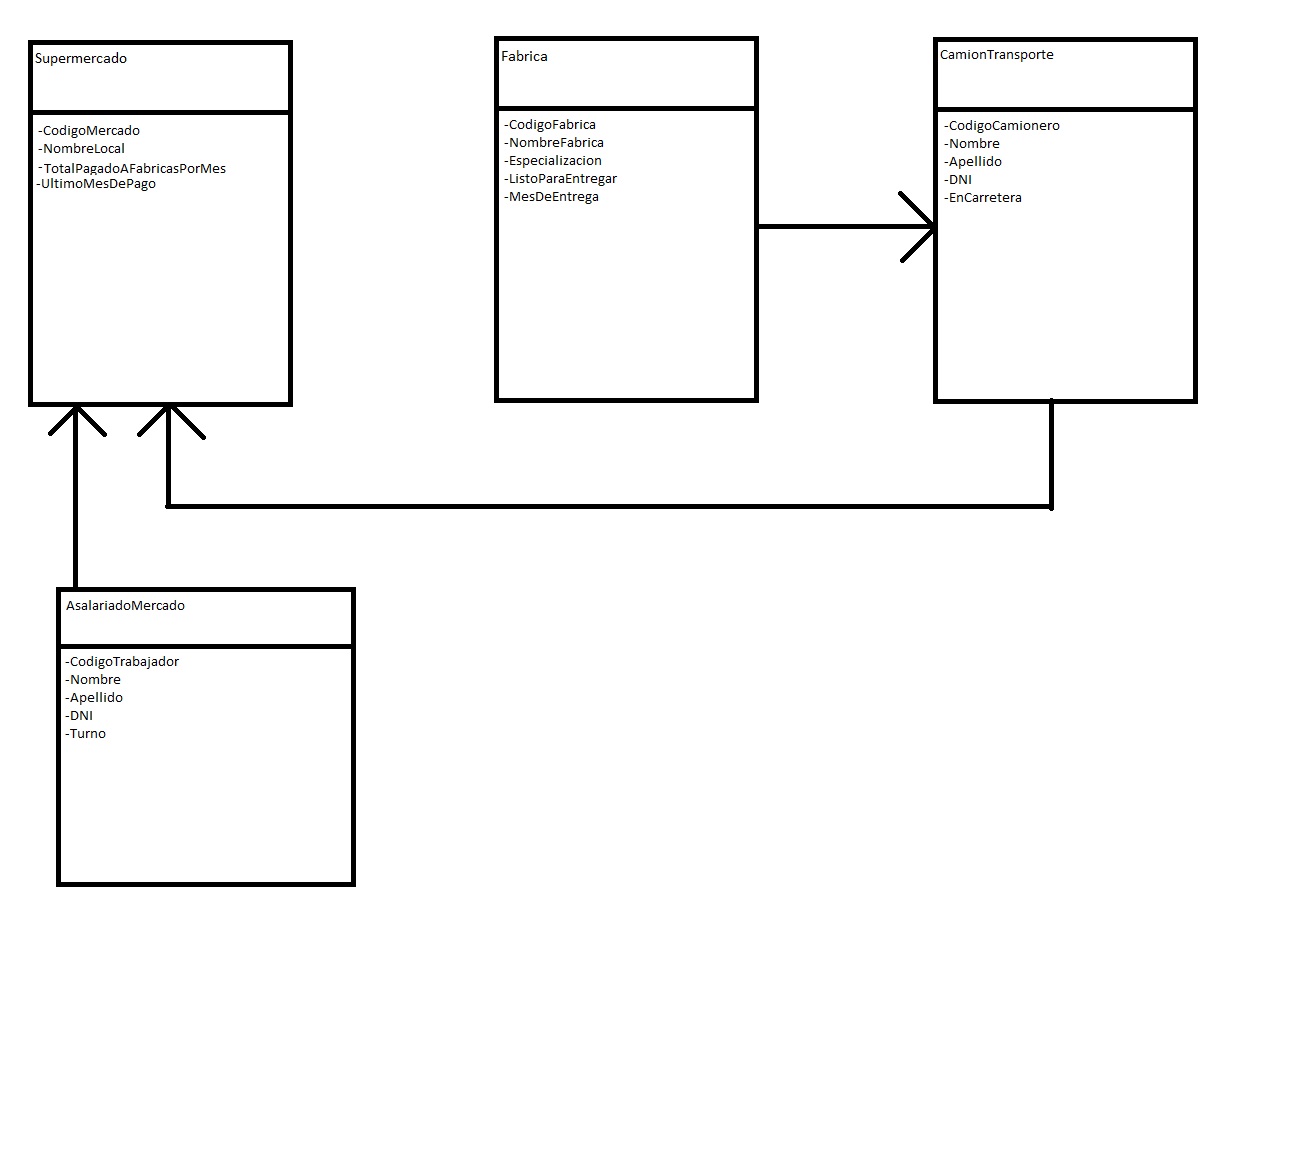 Supermercado
-CodigoMercado
-NombreLocal
-TotalPagadoAFabricasPorMes
-UltimoMesDePago
Fabrica
-CodigoFabrica
-NombreFabrica
-Especializacion
-ListoParaEntregar
-MesDeEntrega
CamionTransporte
-CodigoCamionero
-Nombre
-Apellido
-DNI
-EnCarretera
AsalariadoMercado
-CodigoTrabajador
-Nombre
-Apellido
-DNI
-Turno